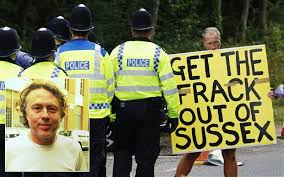 POLICE
POLICE
GET THE
FRACK
OUT OF
SUSSEX